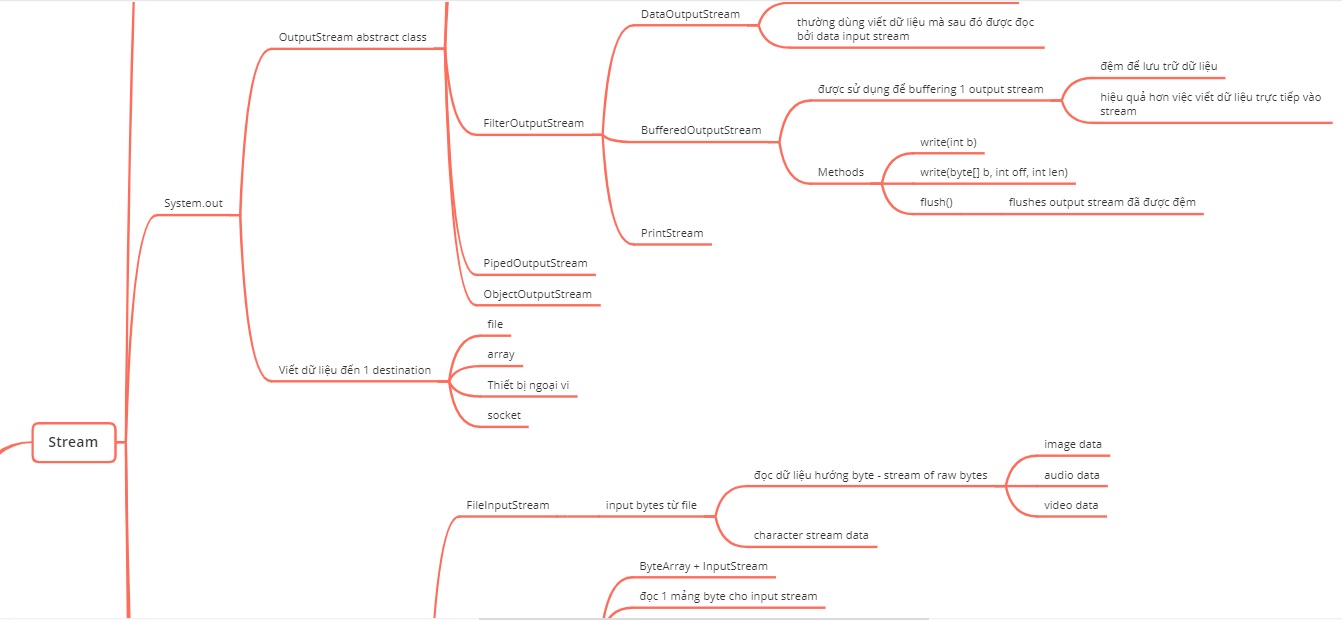 DataOutputStream
thường dùng viết dữ liệu mà sau đó được đọc
bởi data input stream
OutputStream abstract class
đệm để lưu trữ dữ liệu
được sử dụng để buffering 1 output stream
hiệu quả hơn việc viết dữ liệu trực tiếp vào
stream
FilterOutputStream
BufferedOutputStream
write(int b)
Methods
write(byte[] b, int off, int len)
flush()
flushes output stream đã được đệm
System.out
PrintStream
PipedOutputStream
ObjectOutputStream
file
array
Viết dữ liệu đến 1 destination
Thiết bị ngoại vi
socket
Stream
image data
đọc dữ liệu hướng byte - stream of raw bytes
audio data
FileInputStream
input bytes từ file
video data
character stream data
ByteArray + InputStream
đọc 1 mảng byte cho input stream